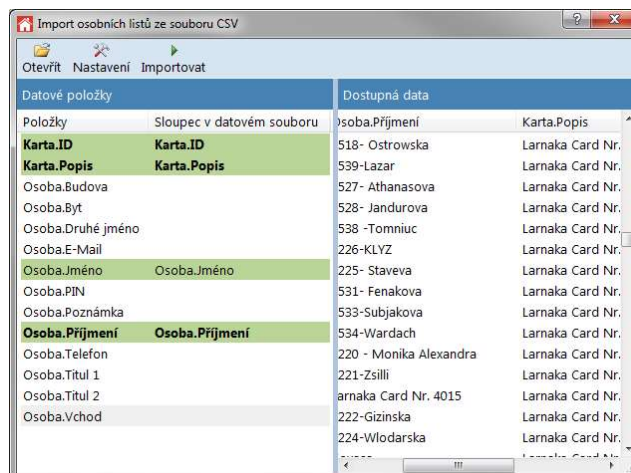 Import osobních listů ze souboru CSV
Otevřít Nastavení Importovat
Datové položky Dostupná data
Položky Sloupec v datovém souboru Osoba.Příjmení Karta.Popis
Karta.ID Karta.ID 518- Ostrowska Larnaka Card Nr.
Karta.Popis Karta.Popis 539-Lazar Larnaka Card Nr.
Osoba.Budova 527- Athanasova Larnaka Card Nr.
Osoba.Byt 528- Jandurova Larnaka Card Nr.
Osoba.Druhé jméno 538 -Tomniuc Larnaka Card Nr.
Osoba.E-Mail 226-KLYZ Larnaka Card Nr.
Osoba.Jméno Osoba.Jméno 225- Staveva Larnaka Card Nr.
Osoba.PIN 531- Fenakova Larnaka Card Nr.
Osoba.Poznámka 533-Subjakova Larnaka Card Nr.
Osoba.Příjmení Osoba.Příjmení 534-Wardach Larnaka Card Nr.
Osoba.Telefon 220 - Monika Alexandra Larnaka Card Nr.
Osoba.Titul 1 221-Zsilli Larnaka Card Nr.
Osoba.Titul 2 arnaka Card Nr. 4015 Larnaka Card Nr.
Osoba.Vchod 222-Gizinska Larnaka Card Nr.
224-Wlodarska Larnaka Card Nr.